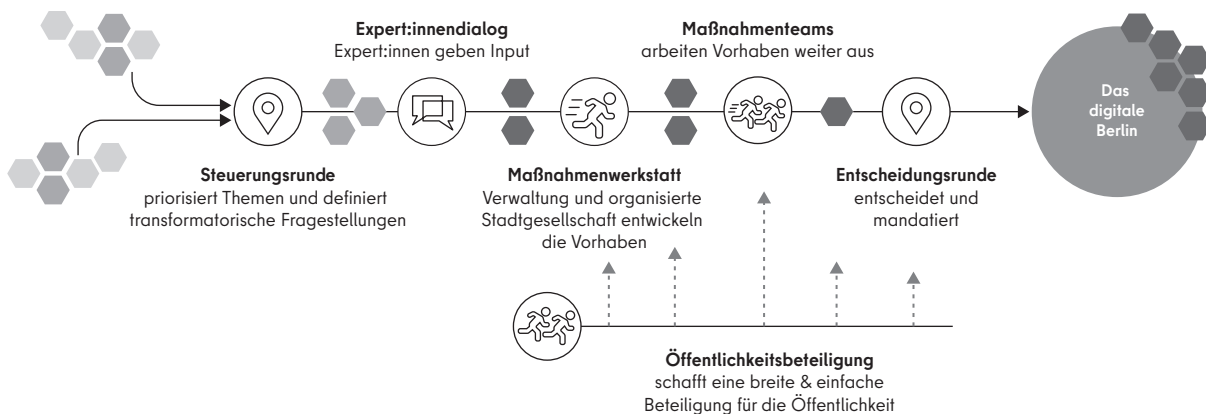 Expert:innendialog
Expert:innen geben Input
Maßnahmenteams
arbeiten Vorhaben weiter aus
Das
digitale
Berlin
Steuerungsrunde
priorisiert Themen und definiert
transformatorische Fragestellungen
Maßnahmenwerkstatt
Verwaltung und organisierte
Stadtgesellschaft entwickeln
die Vorhaben
Entscheidungsrunde
entscheidet und
mandatiert
Öffentlichkeitsbeteiligung
schafft eine breite & einfache
Beteiligung für die Öffentlichkeit